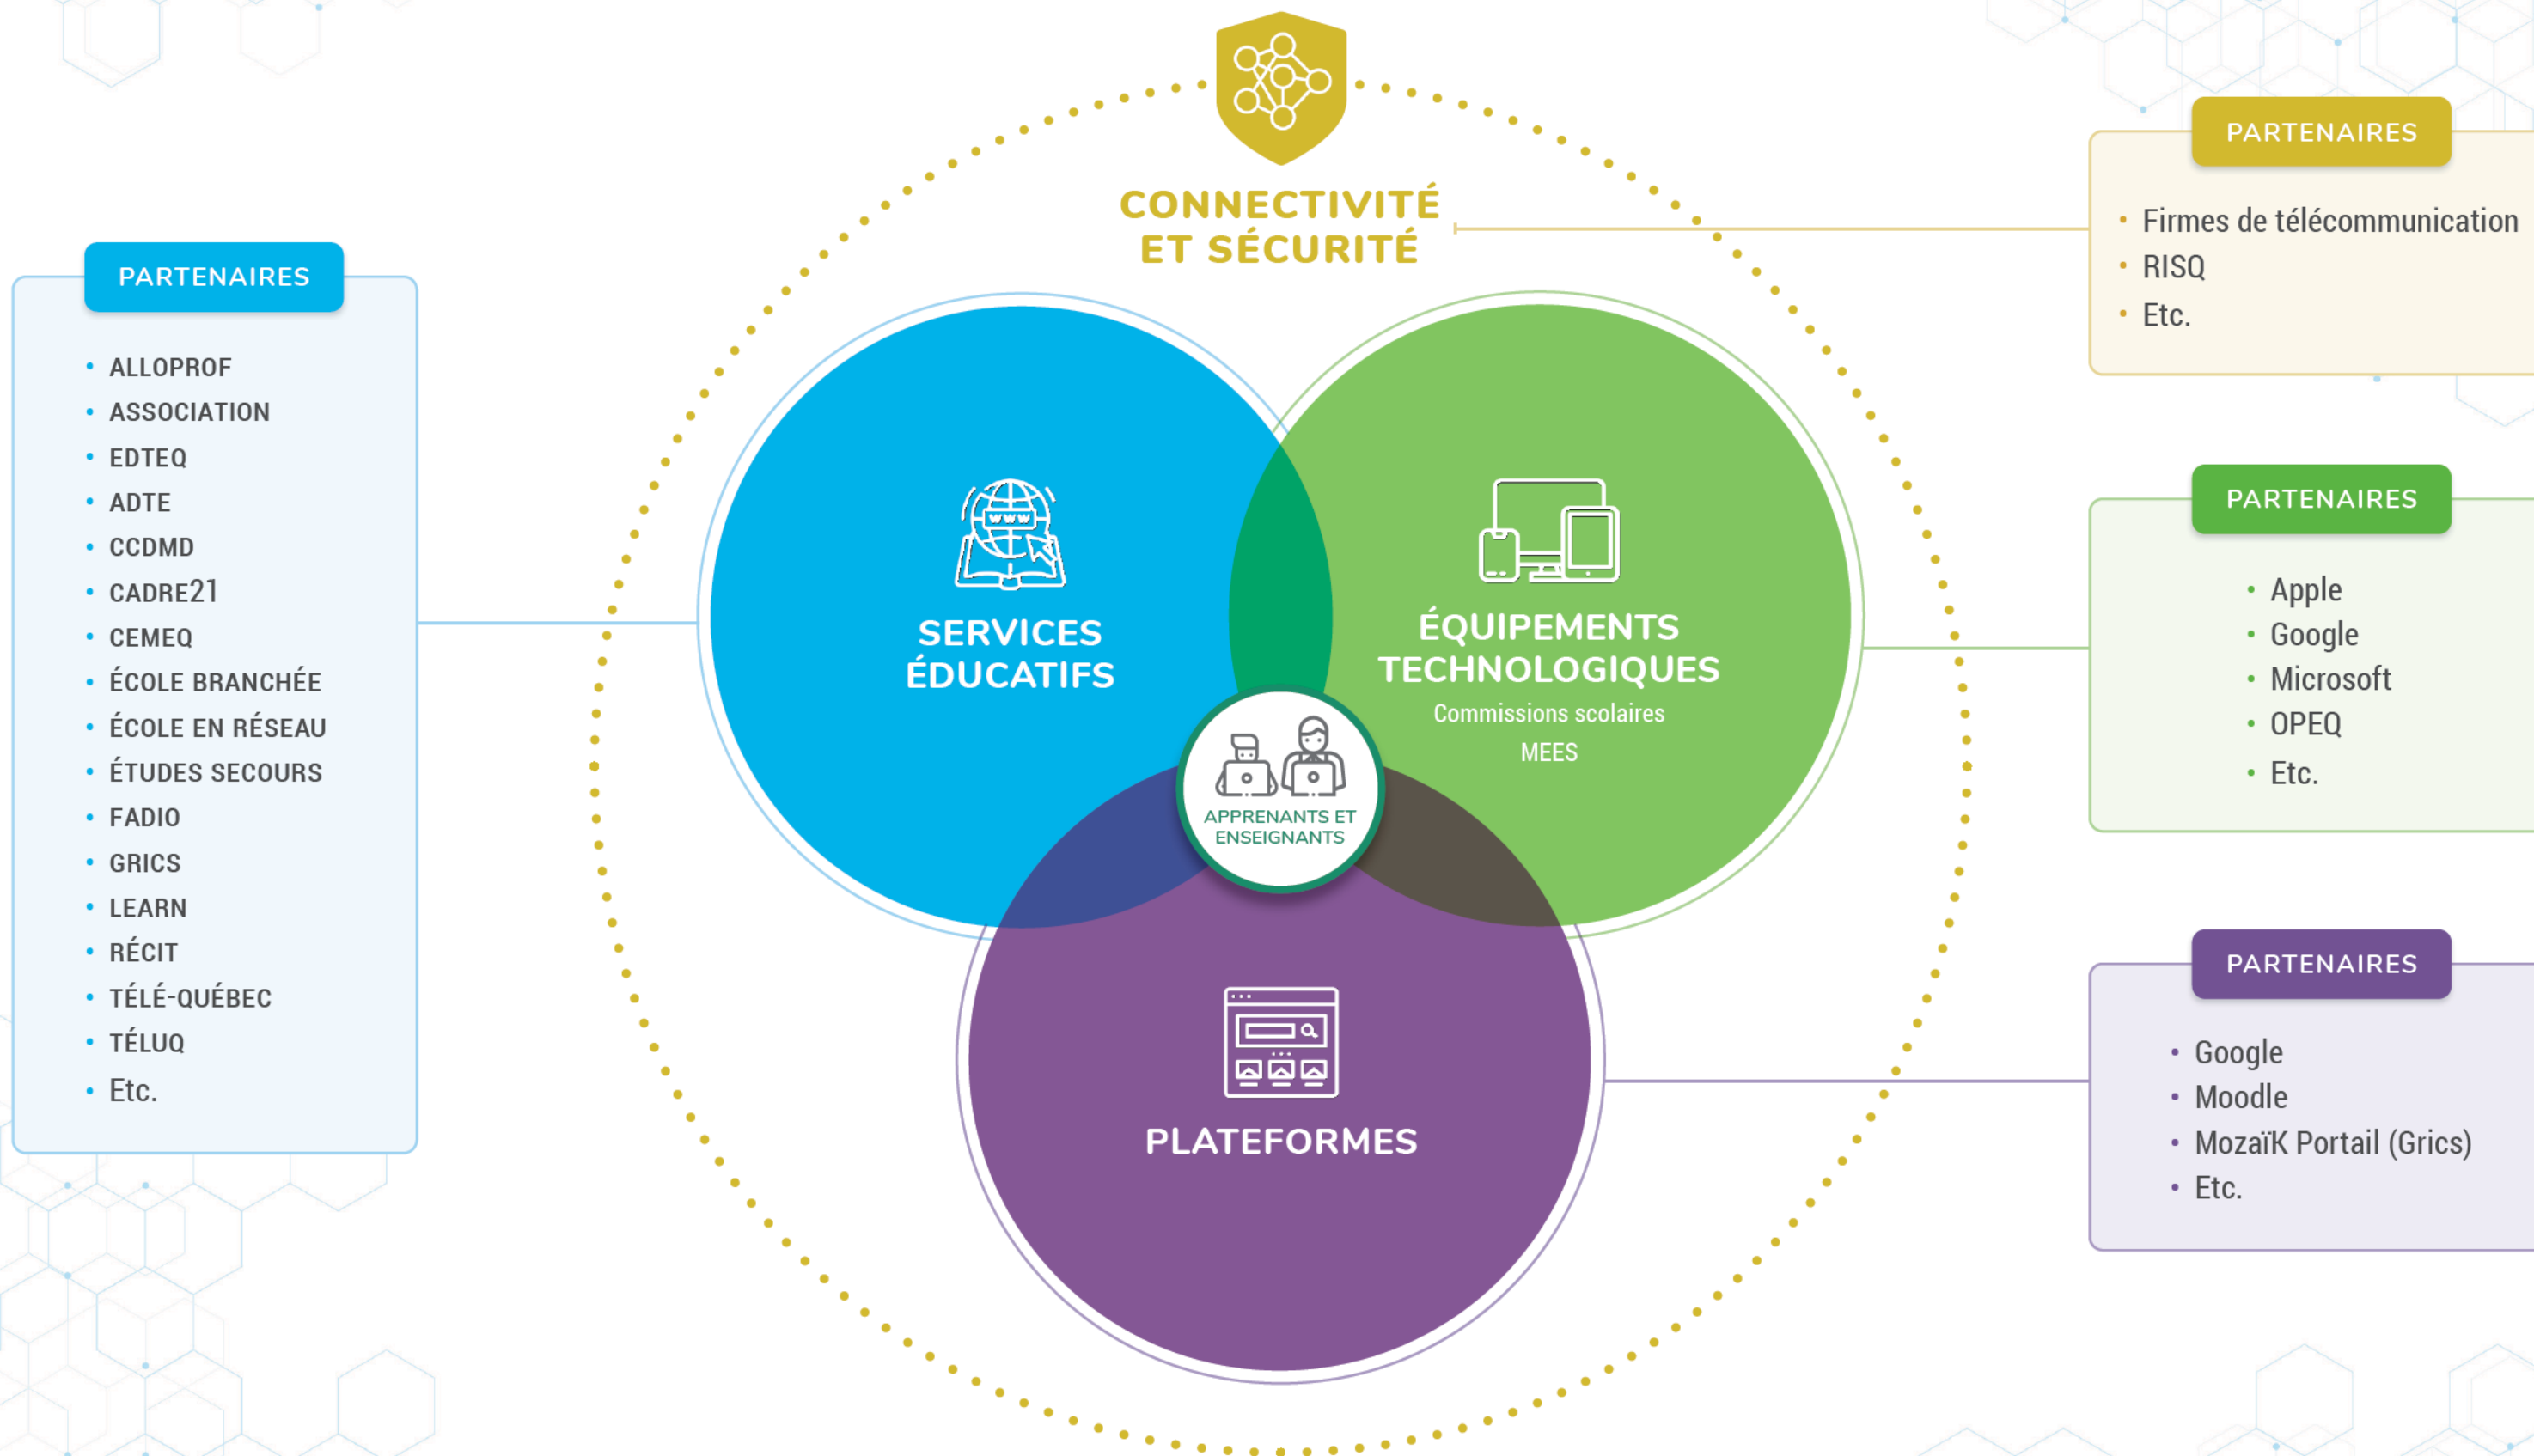 CONNECTIVITÉ
ET SÉCURITÉ
PARTENAIRES
• ALLOPROF
• ASSOCIATION
• EDTEQ
• ADTE
• CCDMD
• CADRE21
• CEMEQ
• ÉCOLE BRANCHÉE
• ÉCOLE EN RÉSEAU
• ÉTUDES SECOURS
• FADIO
• GRICS
• LEARN
• RÉCIT
• TÉLÉ-QUÉBEC
• TÉLUQ
• Etc.
www
SERVICES
ÉDUCATIFS
ÉQUIPEMENTS
TECHNOLOGIQUES
Commissions scolaires
MEES
APPRENANTS ET
ENSEIGNANTS
PLATEFORMES
PARTENAIRES
• Firmes de télécommunication
• RISQ
• Etc.
PARTENAIRES
• Apple
• Google
• Microsoft
• OPEQ
• Etc.
PARTENAIRES
• Google
• Moodle
• MozaïK Portail (Grics)
• Etc.